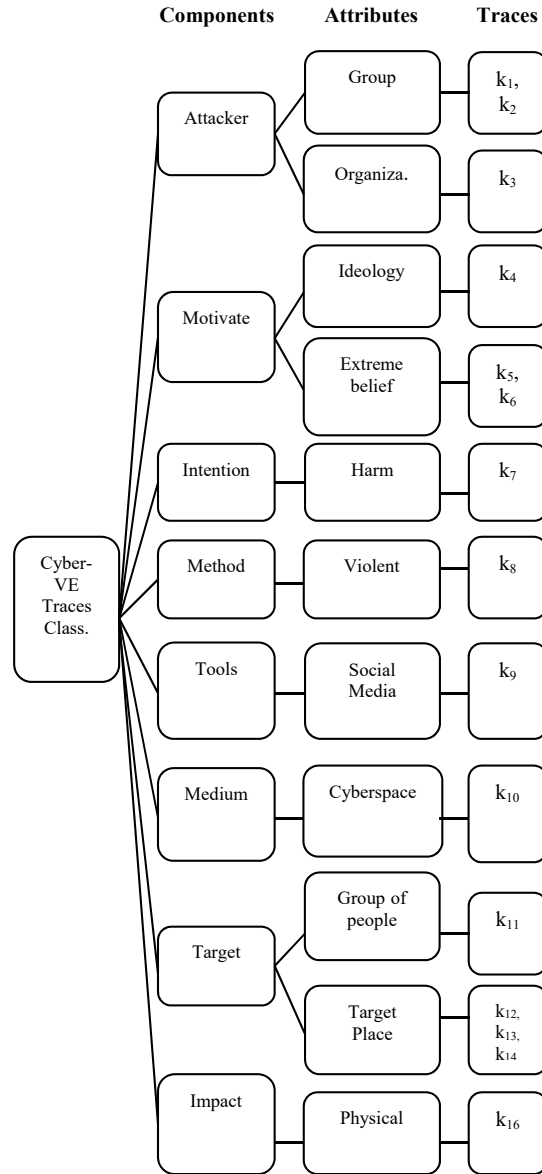 Components Attributes Traces
Group
k₁,
k₂
Attacker
Organiza.
k₃
Ideology
k₄
Motivate
Extreme
belief
k₅,
k₆
Intention
Harm
k₇
Cyber-
VE
Traces
Class.
Method
Violent
k₈
Tools
Social
Media
k₉
Medium
Cyberspace
k₁₀
Group of
people
k₁₁
Target
Target
Place
k₁₂,
k₁₃,
k₁₄
Impact
Physical
k₁₆